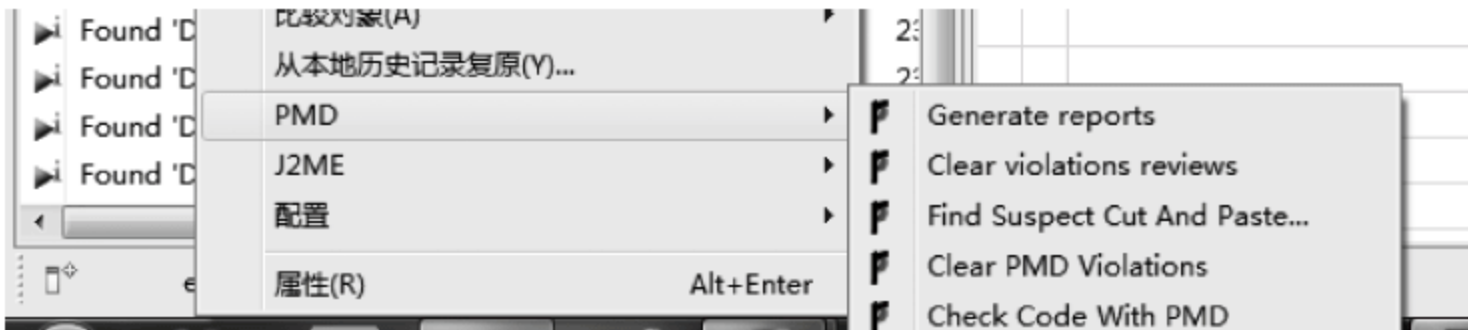 Found 'D
Found 'D
Found 'D
Found 'D
比较对象(A)
从本地历史记录复原(Y)...
PMD
J2ME
配置
属性(R) Alt+Enter
23
23
Generate reports
Clear violations reviews
Find Suspect Cut And Paste...
Clear PMD Violations
Check Code With PMD
e